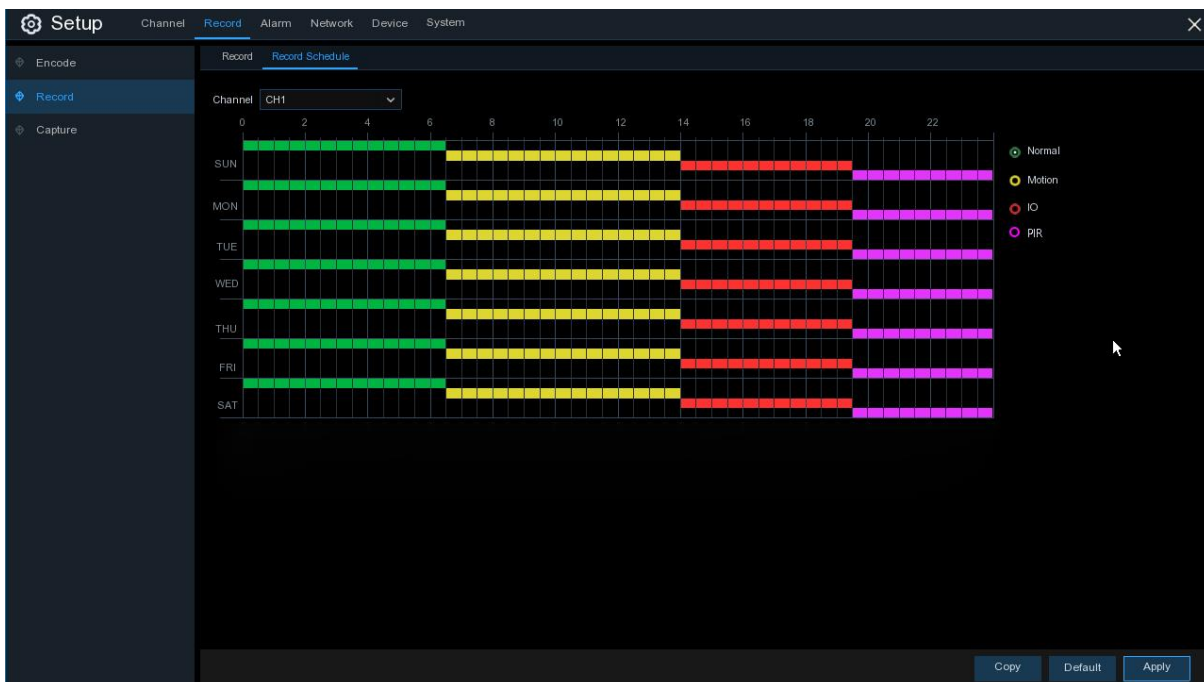 Setup Channel Record Alarm Network Device System
Encode
Record
Capture
Record Record Schedule
Channel CH1
0 2 4 6 8 10 12 14 16 18 20 22
SUN
MON
TUE
WED
THU
FRI
SAT
Normal
Motion
IO
PIR
Copy Default Apply